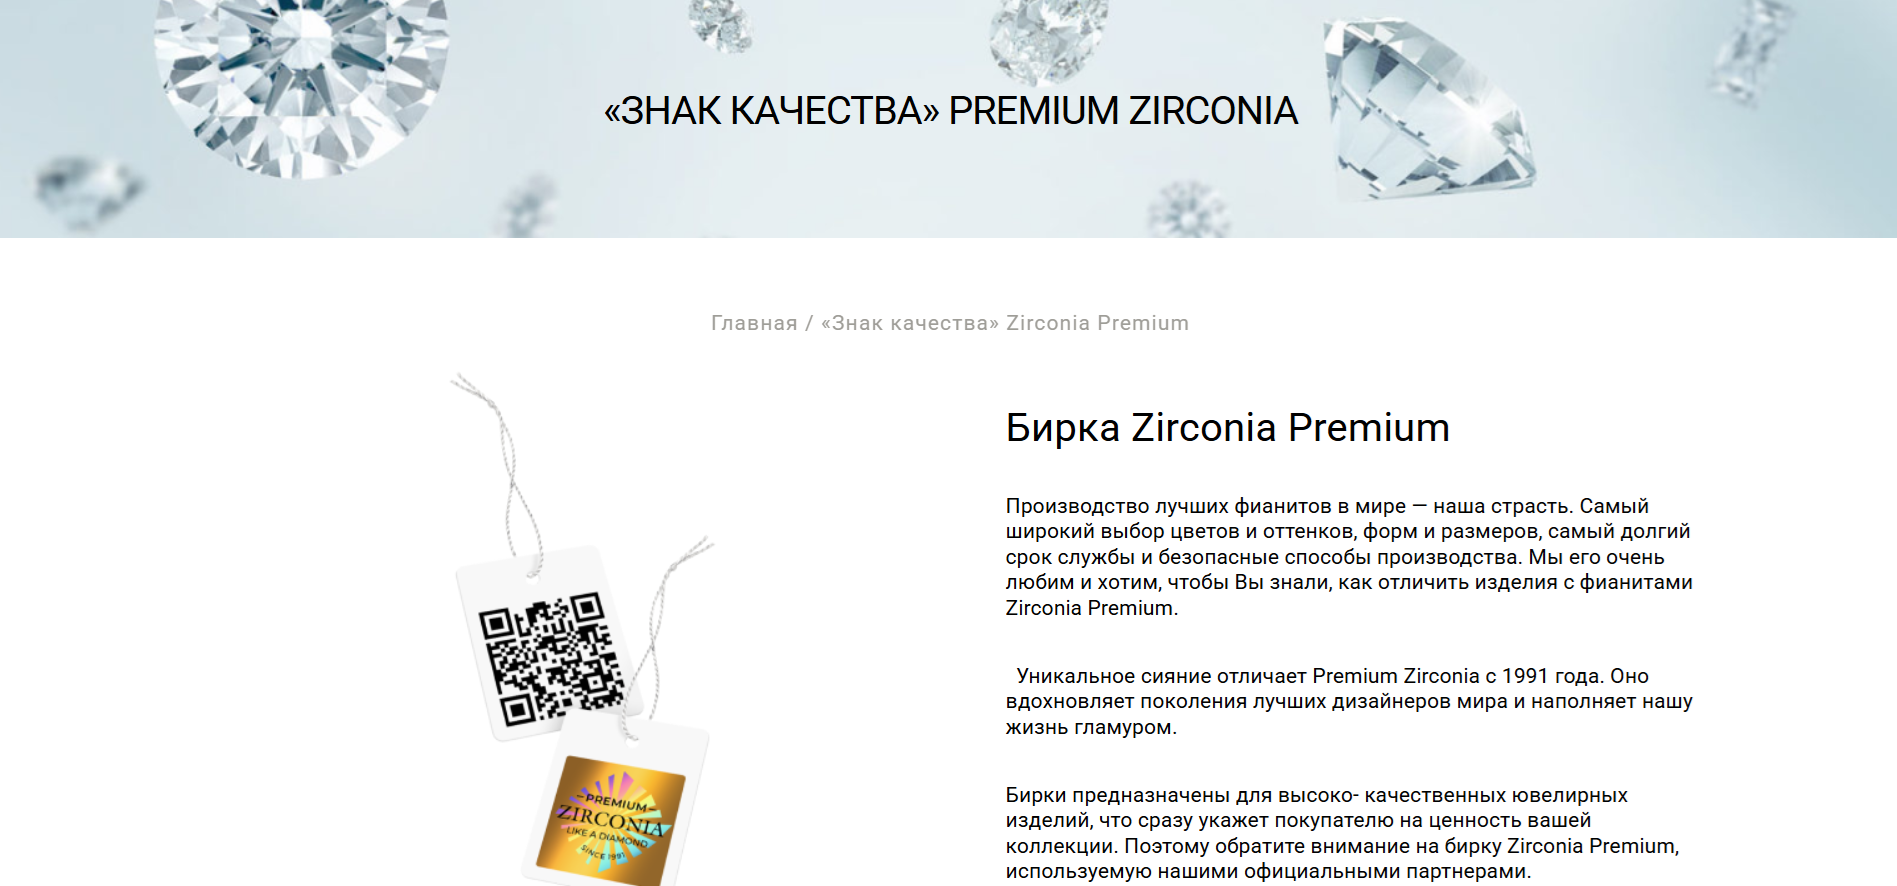 «ЗНАК КАЧЕСТВА» PREMIUM ZIRCONIA
Главная / «Знак качества» Zirconia Premium
Бирка Zirconia Premium
Производство лучших фианитов в мире — наша страсть. Самый
широкий выбор цветов и оттенков, форм и размеров, самый долгий
срок службы и безопасные способы производства. Мы его очень
любим и хотим, чтобы Вы знали, как отличить изделия с фианитами
Zirconia Premium.
Уникальное сияние отличает Premium Zirconia с 1991 года. Оно
вдохновляет поколения лучших дизайнеров мира и наполняет нашу
жизнь гламуром.
Бирки предназначены для высоко- качественных ювелирных
изделий, что сразу укажет покупателю на ценность вашей
коллекции. Поэтому обратите внимание на бирку Zirconia Premium,
используемую нашими официальными партнерами.
PREMIUM
ZIRCONIA
LIKE A DIAMOND
SINCE 1991